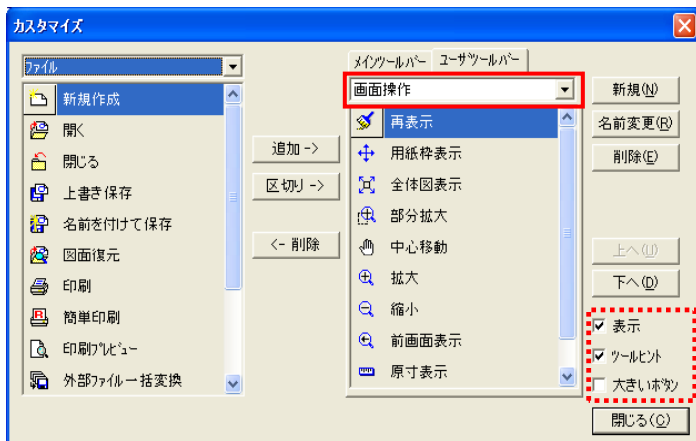 カスタマイズ
ファイル
新規作成
開く
閉じる
上書き保存
名前を付けて保存
図面復元
印刷
簡単印刷
印刷プレビュー
外部ファイル一括変換
追加 ->
区切り ->
<- 削除
メインツールバー
ユーザツールバー
画面操作
再表示
用紙枠表示
全体図表示
部分拡大
中心移動
拡大
縮小
前画面表示
原寸表示
新規(N)
名前変更(R)
削除(E)
上へ(U)
下へ(D)
表示
ツールヒント
大きいボタン
閉じる(C)